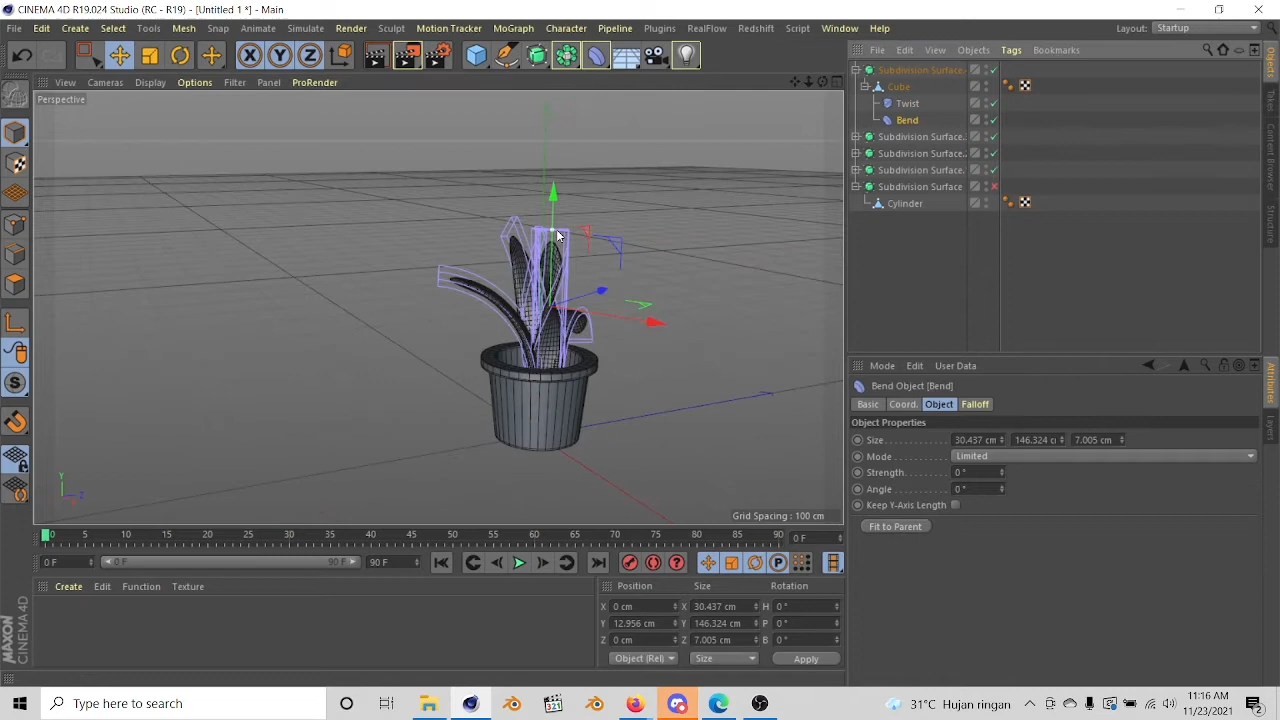 CINEMA 4D R19.024 Studio (RC - R19) - [Untitled 1 *] - Main
File Edit Create Select Tools Mesh Snap Animate Simulate Render Sculpt Motion Tracker MoGraph Character Pipeline Plugins RealFlow Redshift Script Window Help Layout: Startup
File Edit View Objects Tags Bookmarks
View Cameras Display Options Filter Panel ProRender
Perspective
Subdivision Surface.
Cube
Twist
Bend
Subdivision Surface.
Subdivision Surface.
Subdivision Surface.
Subdivision Surface
Cylinder
Objects
Takes
Content Browser
Structure
Mode Edit User Data
Bend Object [Bend]
Basic Coord. Object Falloff
Object Properties
Size 30.437 cm 146.324 c 7.005 cm
Mode Limited
Strength 0 °
Angle 0 °
Keep Y-Axis Length
Fit to Parent
Attributes
Layers
Y
Z
X
Grid Spacing : 100 cm
0 5 10 15 20 25 30 35 40 45 50 55 60 65 70 75 80 85 90 0 F
0 F 0 F 90 F 90 F
Create Edit Function Texture
Position Size Rotation
X 0 cm X 30.437 cm H 0 °
Y 12.956 cm Y 146.324 cm P 0 °
Z 0 cm Z 7.005 cm B 0 °
Object (Rel) Size Apply
MAXON CINEMA 4D
Type here to search
31°C Hujan ringan
11:16 AM
11/23/2021
2